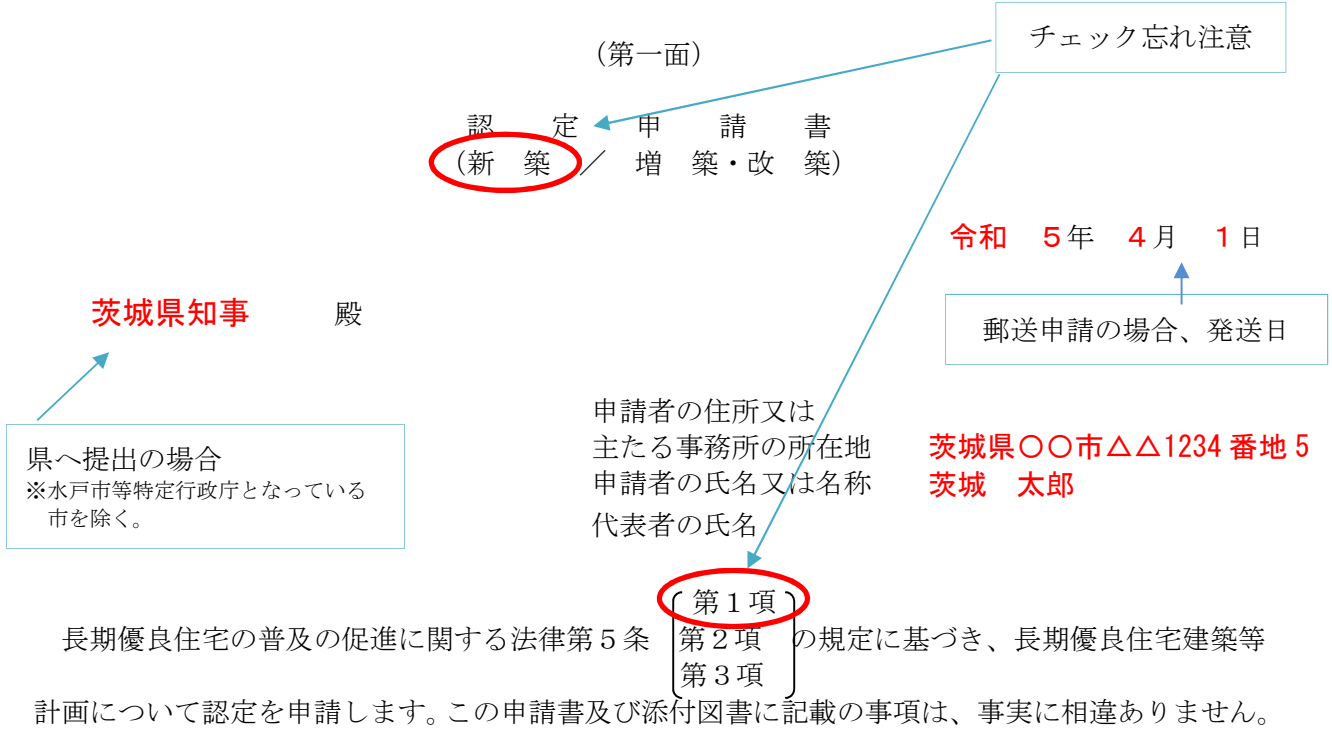 チェック忘れ注意
（第一面）
認　定　申　請　書
（新　築　／　増　築・改　築）
令和　５年　４月　１日
郵送申請の場合、発送日
茨城県知事　　殿
県へ提出の場合
※水戸市等特定行政庁となっている
市を除く。
申請者の住所又は
主たる事務所の所在地　茨城県〇〇市△△1234番地5
申請者の氏名又は名称　茨城　太郎
代表者の氏名
第１項
長期優良住宅の普及の促進に関する法律第５条　第２項　の規定に基づき、長期優良住宅建築等
第３項
計画について認定を申請します。この申請書及び添付図書に記載の事項は、事実に相違ありません。